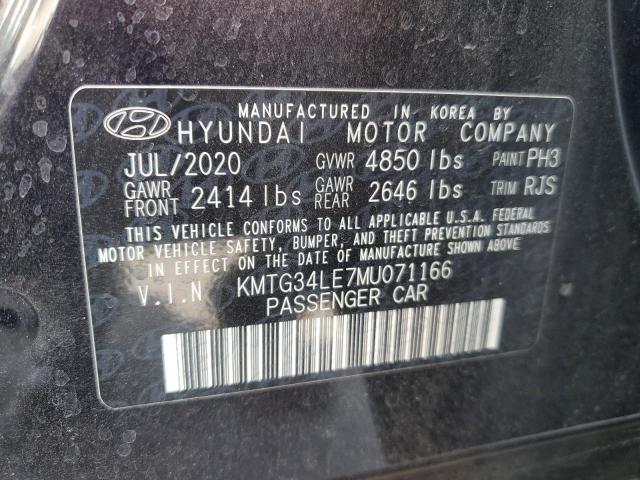 MANUFACTURED IN KOREA BY
HYUNDAI MOTOR COMPANY
JUL/2020 GVWR 4850 lbs PAINT PH3
GAWR FRONT 2414 lbs GAWR REAR 2646 lbs TRIM RJS
THIS VEHICLE CONFORMS TO ALL APPLICABLE U.S.A. FEDERAL
MOTOR VEHICLE SAFETY, BUMPER, AND THEFT PREVENTION STANDARDS
IN EFFECT ON THE DATE OF MANUFACTURE SHOWN ABOVE
V.I.N KMTG34LE7MU071166
PASSENGER CAR